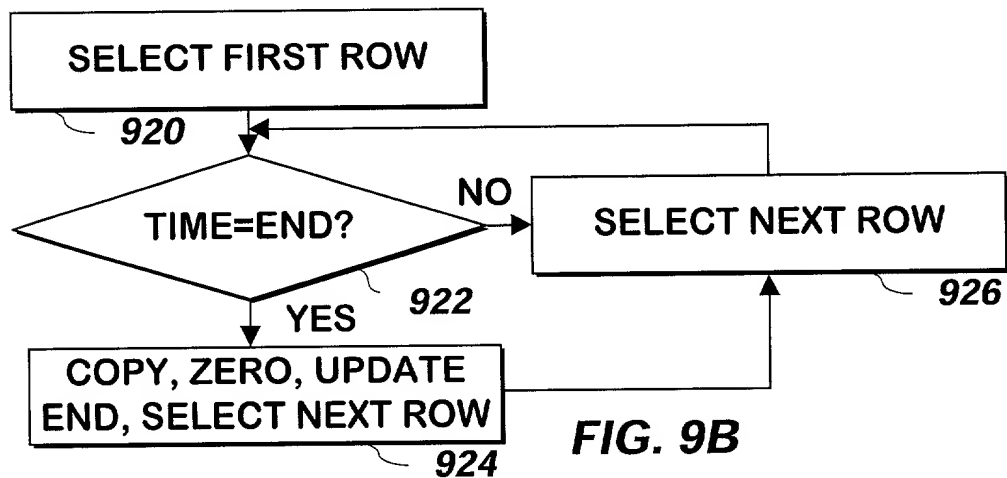 SELECT FIRST ROW
920
TIME=END?
NO
922
SELECT NEXT ROW
926
YES
COPY, ZERO, UPDATE
END, SELECT NEXT ROW
924
FIG. 9B